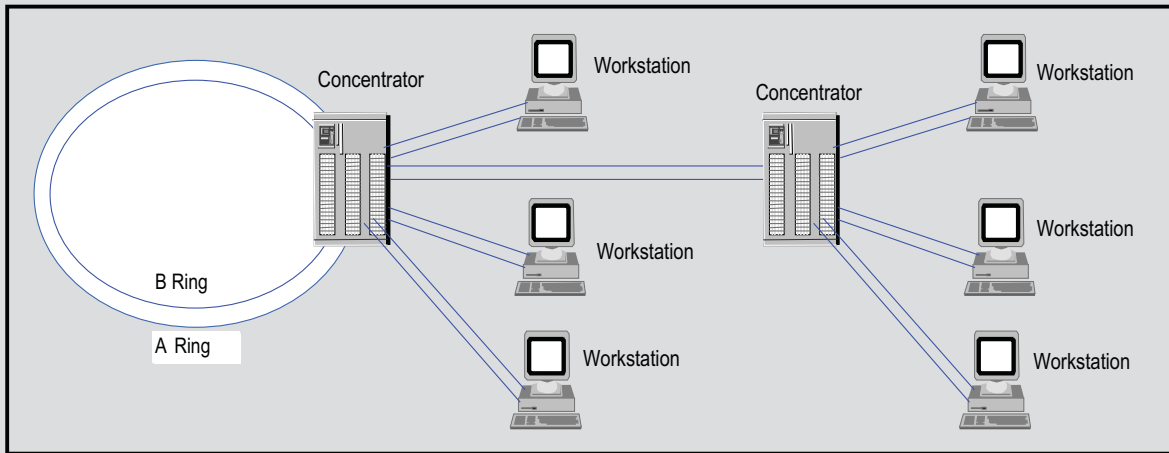 Workstation
Workstation
Concentrator
Concentrator
Workstation
Workstation
B Ring
A Ring
Workstation
Workstation